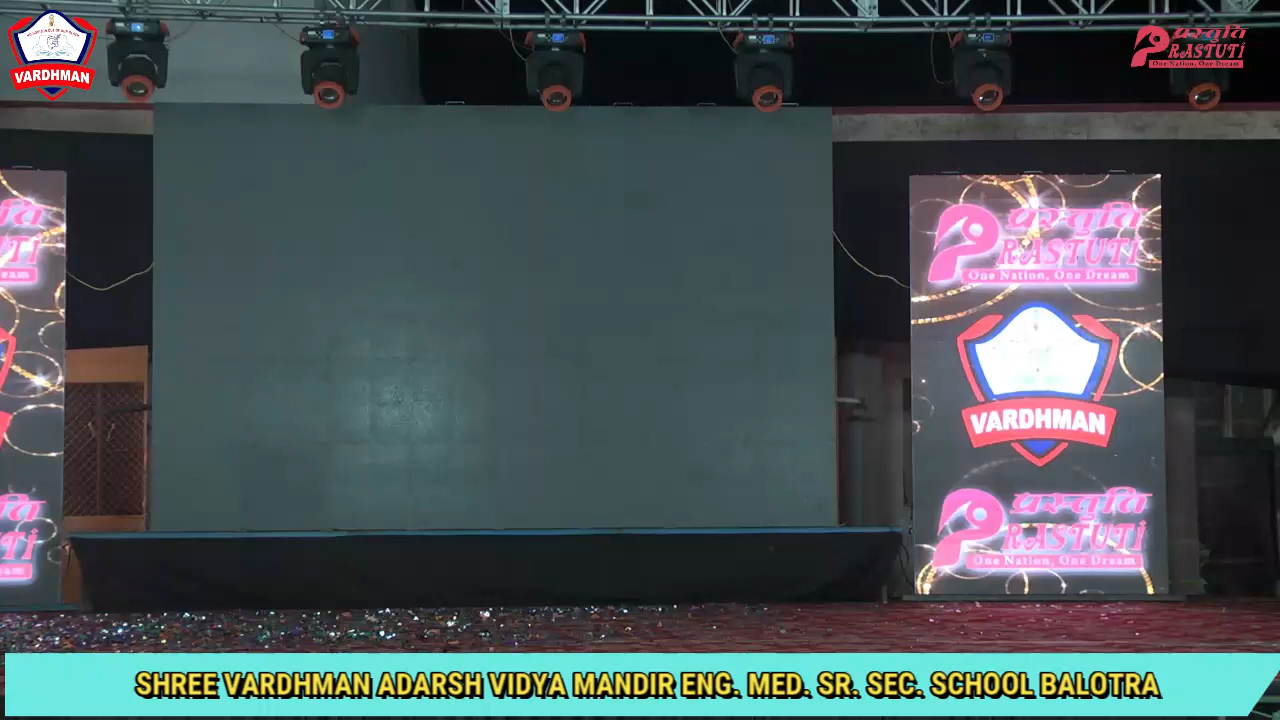 VARDHMAN
प्रस्तुति
PRASTUTI
One Nation, One Dream
प्रस्तुति
PRASTUTI
One Nation, One Dream
VARDHMAN
प्रस्तुति
PRASTUTI
One Nation, One Dream
SHREE VARDHMAN ADARSH VIDYA MANDIR ENG. MED. SR. SEC. SCHOOL BALOTRA